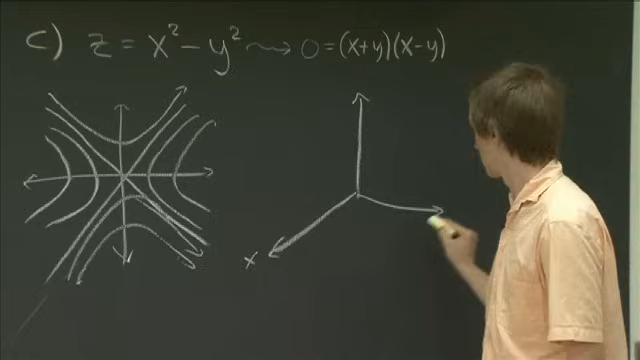 c) z = x² - y² ⇝ 0 = (x+y)(x-y)
x